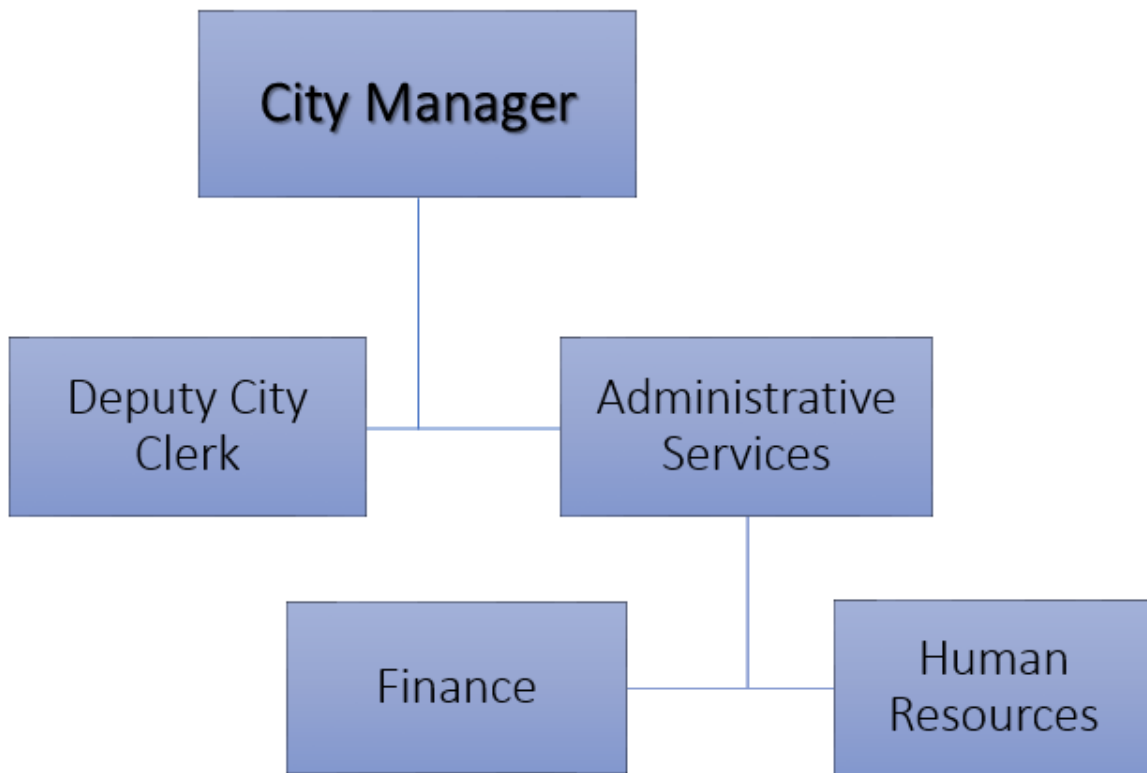 City Manager
Deputy City
Clerk
Administrative
Services
Finance
Human
Resources